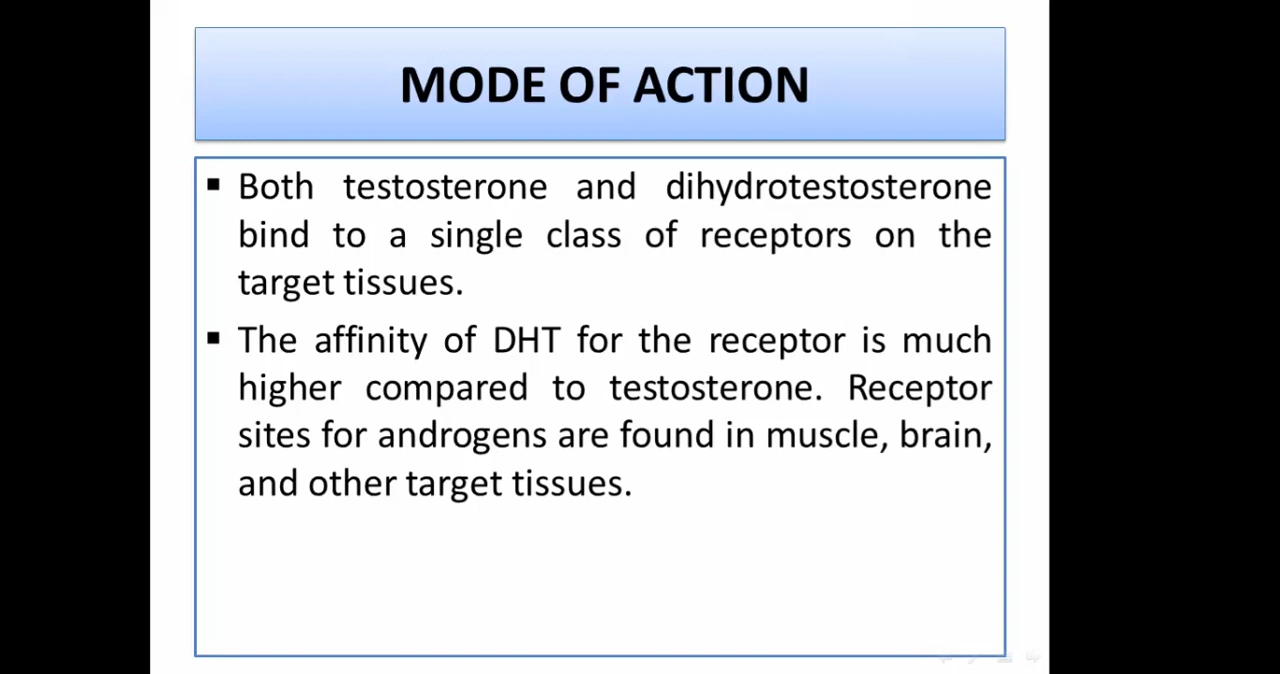 MODE OF ACTION
▪ Both testosterone and dihydrotestosterone
bind to a single class of receptors on the
target tissues.
▪ The affinity of DHT for the receptor is much
higher compared to testosterone. Receptor
sites for androgens are found in muscle, brain,
and other target tissues.